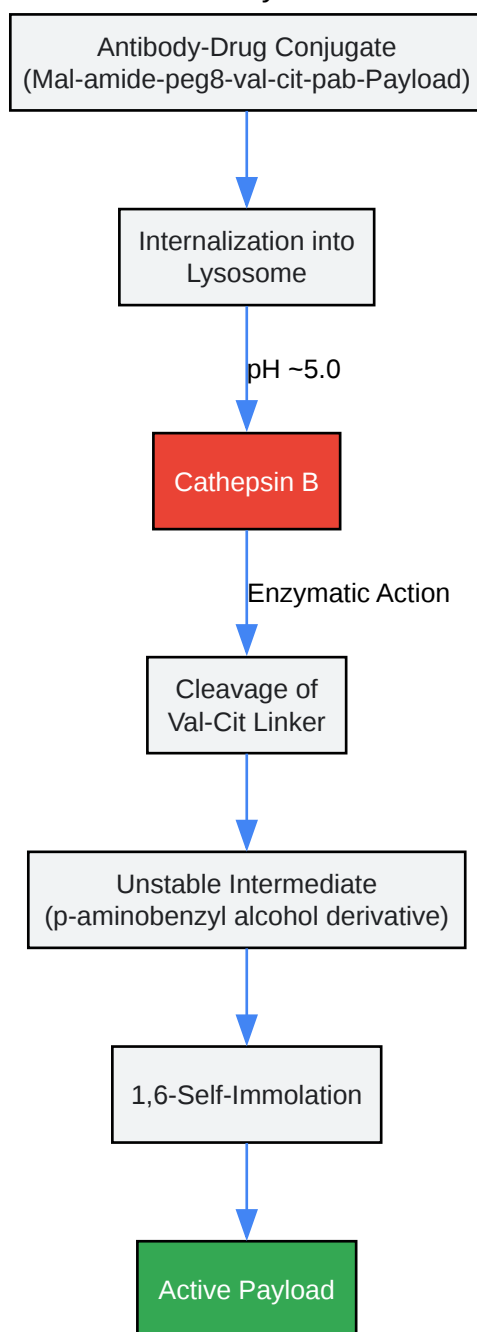 Antibody-Drug Conjugate
(Mal-amide-peg8-val-cit-pab-Payload)
Internalization into
Lysosome
pH ~5.0
Cathepsin B
Enzymatic Action
Cleavage of
Val-Cit Linker
Unstable Intermediate
(p-aminobenzyl alcohol derivative)
1,6-Self-Immolation
Active Payload